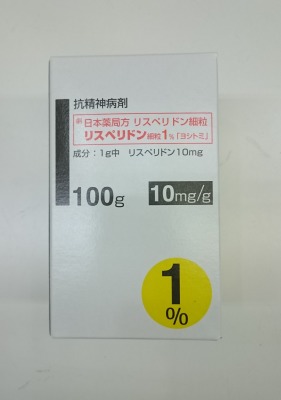 抗精神病剤
日本薬局方 リスペリドン細粒
リスペリドン細粒1%「ヨシトミ」
成分：1g中 リスペリドン10mg
100g
10mg/g
1
%